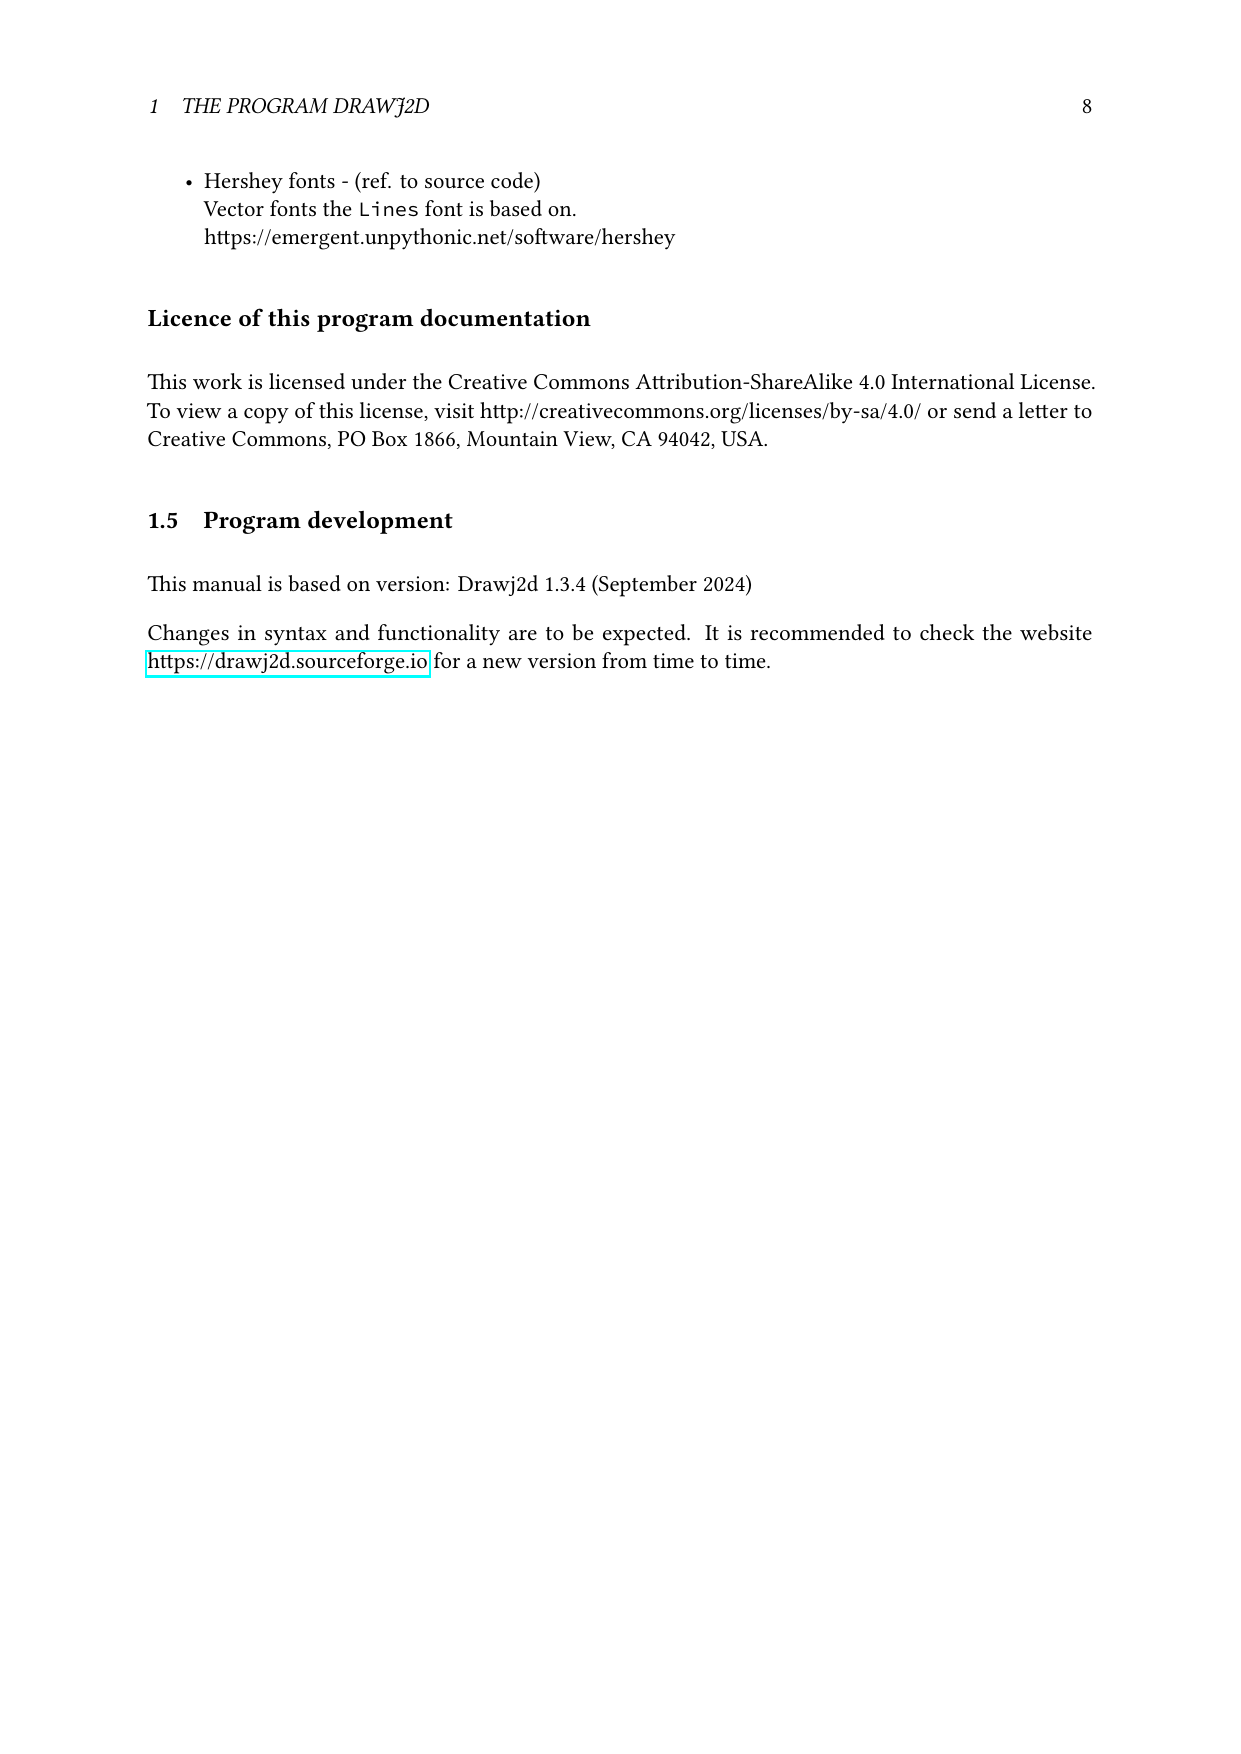 1 THE PROGRAM DRAWJ2D 8
• Hershey fonts - (ref. to source code)
Vector fonts the Lines font is based on.
https://emergent.unpythonic.net/software/hershey
Licence of this program documentation
This work is licensed under the Creative Commons Attribution-ShareAlike 4.0 International License.
To view a copy of this license, visit http://creativecommons.org/licenses/by-sa/4.0/ or send a letter to
Creative Commons, PO Box 1866, Mountain View, CA 94042, USA.
1.5 Program development
This manual is based on version: Drawj2d 1.3.4 (September 2024)
Changes in syntax and functionality are to be expected. It is recommended to check the website
https://drawj2d.sourceforge.io for a new version from time to time.